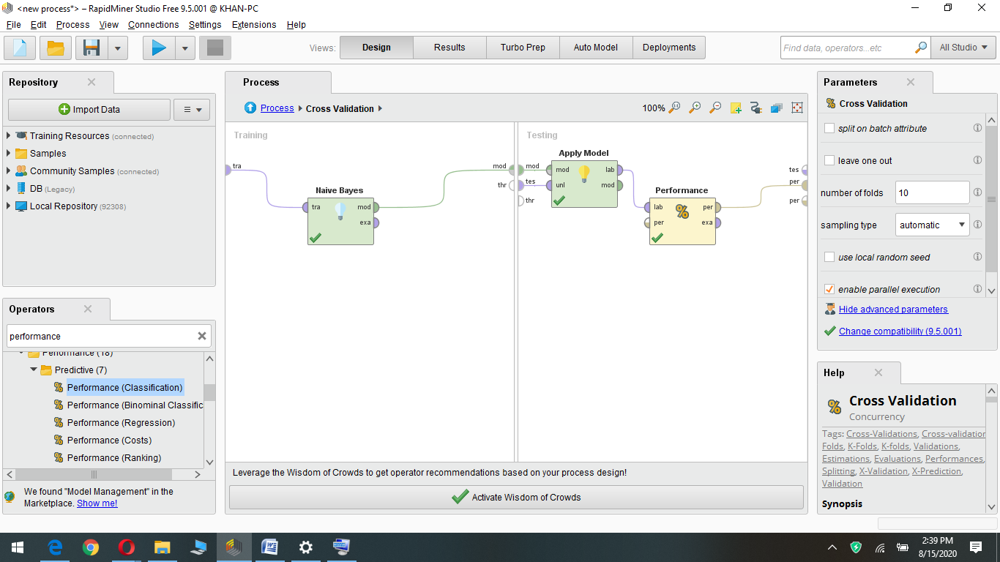 <new process*> – RapidMiner Studio Free 9.5.001 @ KHAN-PC
File Edit Process View Connections Settings Extensions Help
Views: Design Results Turbo Prep Auto Model Deployments Find data, operators...etc All Studio
Repository
Import Data
Training Resources (connected)
Samples
Community Samples (connected)
DB (Legacy)
Local Repository (92308)
Operators
performance
Performance (18)
Predictive (7)
Performance (Classification)
Performance (Binominal Classific
Performance (Regression)
Performance (Costs)
Performance (Ranking)
We found "Model Management" in the
Marketplace. Show me!
Process
Process Cross Validation
100%
Training
tra
Naive Bayes
tra mod
exa
mod
thr
Testing
mod
tes
thr
Apply Model
mod lab
unl mod
Performance
lab per
per exa
tes
per
per
Leverage the Wisdom of Crowds to get operator recommendations based on your process design!
Activate Wisdom of Crowds
Parameters
Cross Validation
split on batch attribute
leave one out
number of folds 10
sampling type automatic
use local random seed
enable parallel execution
Hide advanced parameters
Change compatibility (9.5.001)
Help
Cross Validation
Concurrency
Tags: Cross-Validations, Cross-validation
Folds, K-Folds, K-folds, Validations,
Estimations, Evaluations, Performances,
Splitting, X-Validation, X-Prediction,
Validation
Synopsis
2:39 PM
8/15/2020